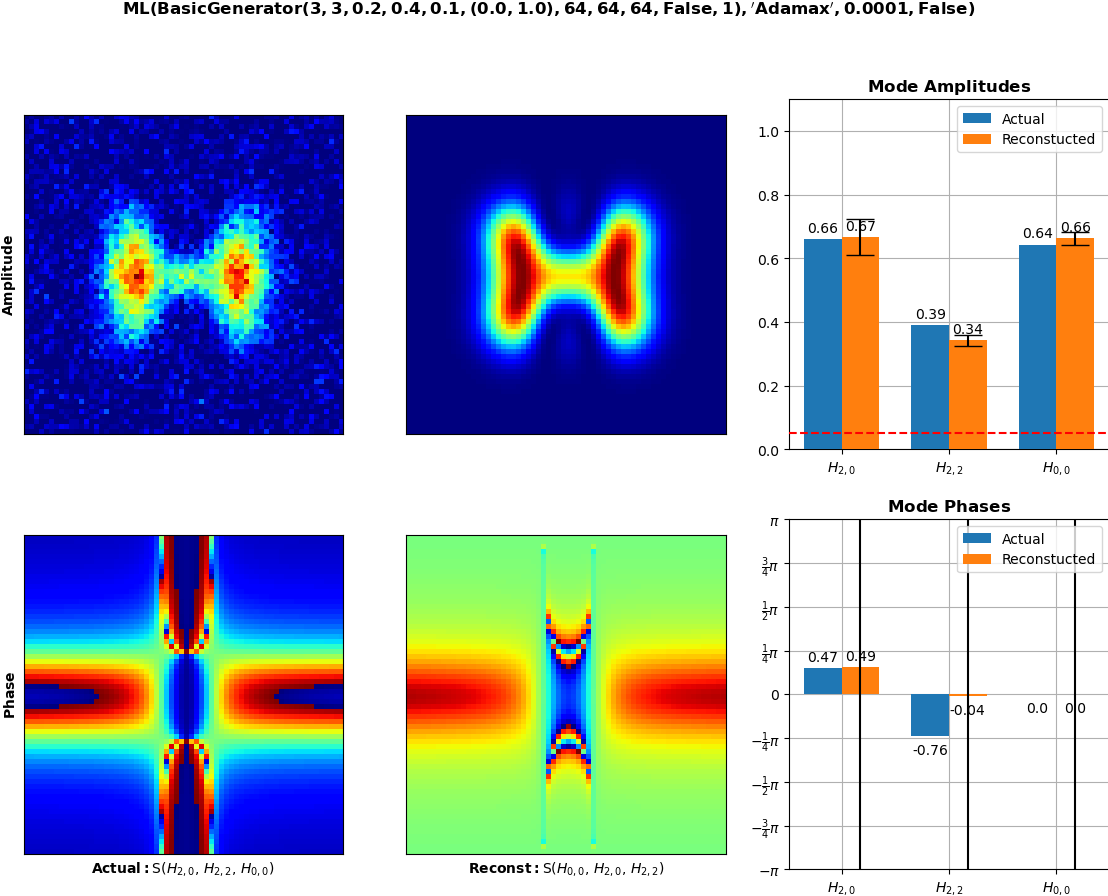 ML(BasicGenerator(3, 3, 0.2, 0.4, 0.1, (0.0, 1.0), 64, 64, 64, False, 1), ′Adamax′, 0.0001, False)
Mode Amplitudes
Actual
Reconstucted
1.0
0.8
0.6
0.4
0.2
0.0
0.66
0.67
0.39
0.34
0.64
0.66
H2,0
H2,2
H0,0
Amplitude
Mode Phases
Actual
Reconstucted
π
3/4π
1/2π
1/4π
0
−1/4π
−1/2π
−3/4π
−π
0.47
0.49
-0.76
-0.04
0.0
0.0
H2,0
H2,2
H0,0
Phase
Actual: S(H2,0, H2,2, H0,0)
Reconst: S(H0,0, H2,0, H2,2)